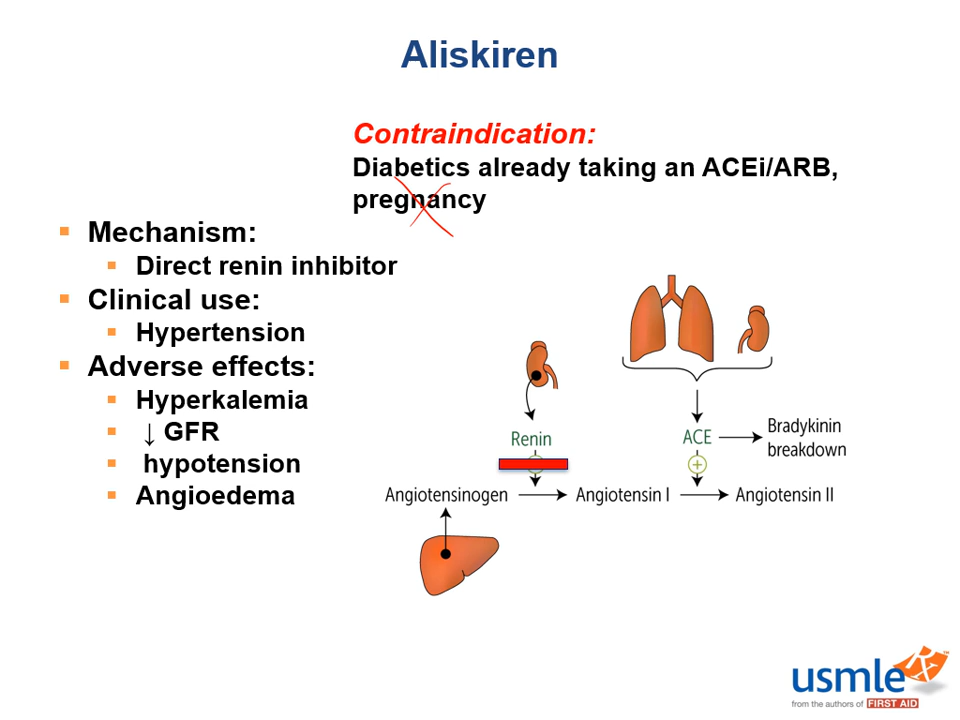 Aliskiren
Contraindication:
Diabetics already taking an ACEi/ARB,
pregnancy
Mechanism:
Direct renin inhibitor
Clinical use:
Hypertension
Adverse effects:
Hyperkalemia
↓ GFR
hypotension
Angioedema
Renin
ACE
Bradykinin
breakdown
+
Angiotensinogen
Angiotensin I
Angiotensin II
usmle Rx™
from the authors of FIRST AID